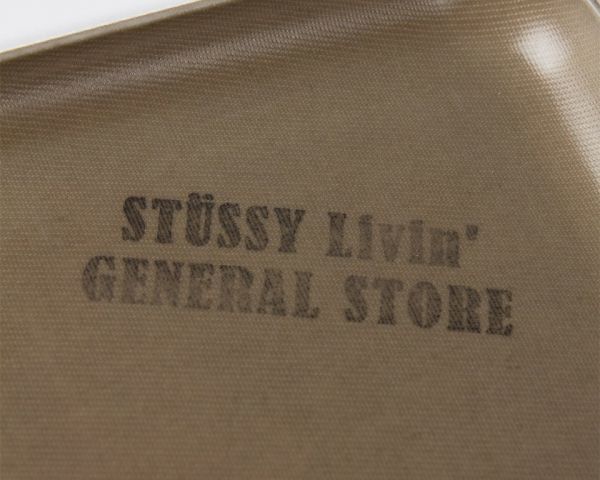 STÜSSY Livin'
GENERAL STORE